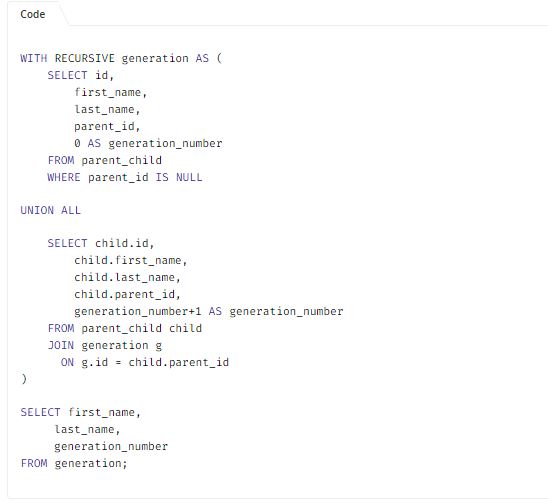 Code
WITH RECURSIVE generation AS (
    SELECT id,
        first_name,
        last_name,
        parent_id,
        0 AS generation_number
    FROM parent_child
    WHERE parent_id IS NULL
UNION ALL
    SELECT child.id,
        child.first_name,
        child.last_name,
        child.parent_id,
        generation_number+1 AS generation_number
    FROM parent_child child
    JOIN generation g
      ON g.id = child.parent_id
)
SELECT first_name,
     last_name,
     generation_number
FROM generation;